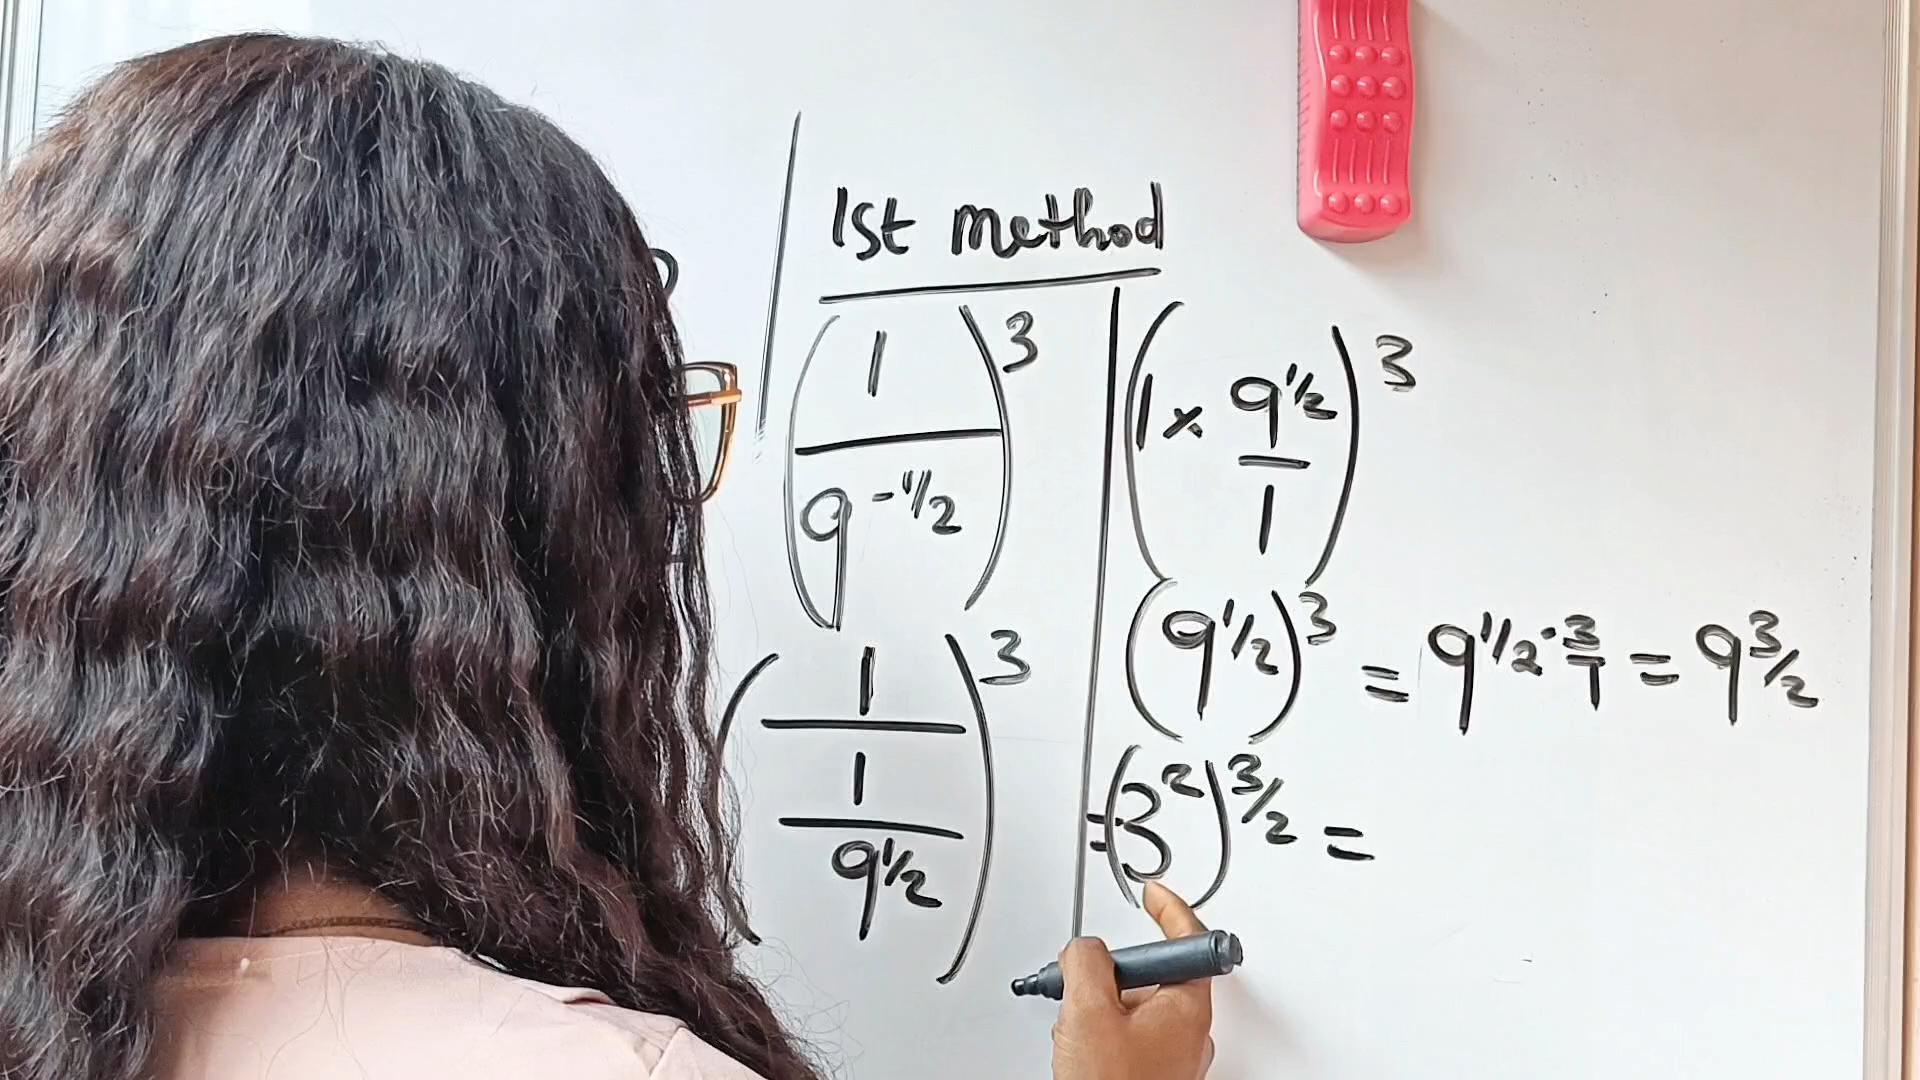 1st method
(1/9^-1/2)^3
(1/(1/9^1/2))^3
(1 × 9^1/2/1)^3
(9^1/2)^3 = 9^1/2·3/1 = 9^3/2
=(3^2)^3/2 =